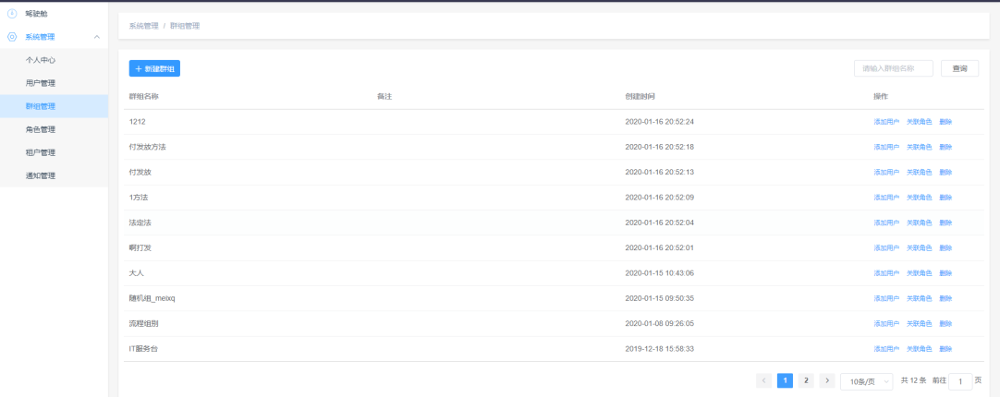 驾驶舱
系统管理
个人中心
用户管理
群组管理
角色管理
租户管理
通知管理
系统管理 / 群组管理
+ 新建群组
请输入群组名称 查询
群组名称 备注 创建时间 操作
1212 2020-01-16 20:52:24 添加用户 关联角色 删除
付发放方法 2020-01-16 20:52:18 添加用户 关联角色 删除
付发放 2020-01-16 20:52:13 添加用户 关联角色 删除
1方法 2020-01-16 20:52:09 添加用户 关联角色 删除
法定法 2020-01-16 20:52:04 添加用户 关联角色 删除
啊打发 2020-01-16 20:52:01 添加用户 关联角色 删除
大人 2020-01-15 10:43:06 添加用户 关联角色 删除
随机组_meixq 2020-01-15 09:50:35 添加用户 关联角色 删除
流程组别 2020-01-08 09:26:05 添加用户 关联角色 删除
IT服务台 2019-12-18 15:58:33 添加用户 关联角色 删除
< 1 2 > 10条/页 共 12 条 前往 1 页